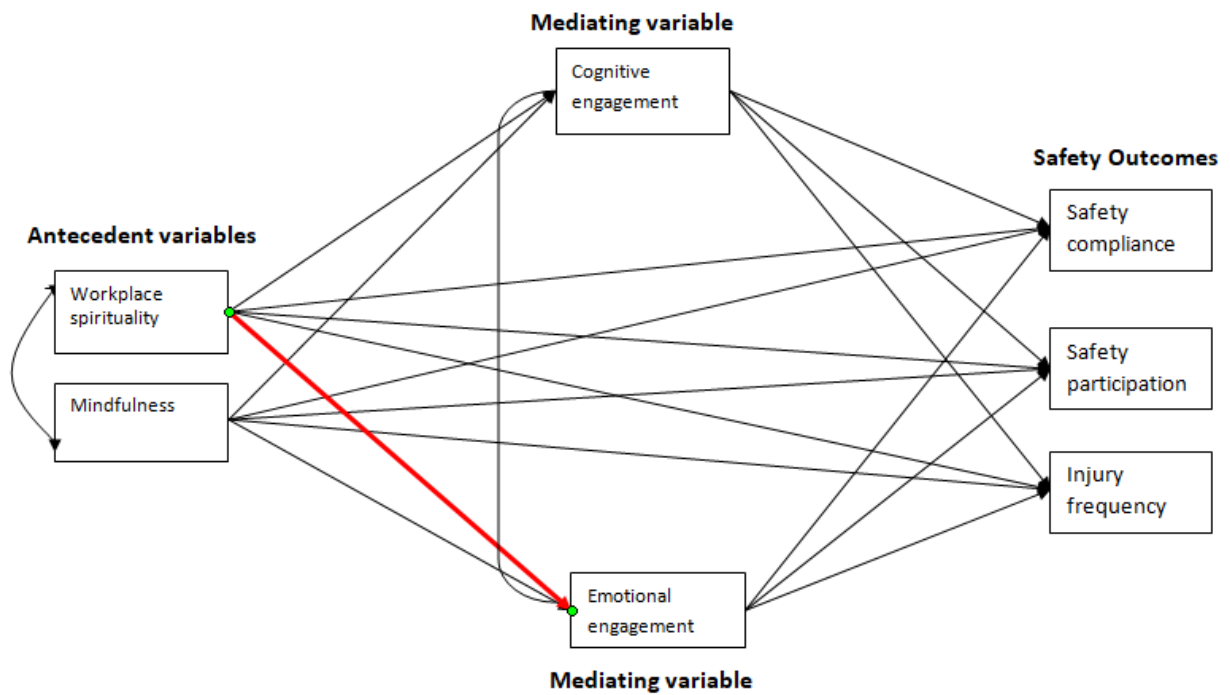 Mediating variable
Cognitive
engagement
Safety Outcomes
Safety
compliance
Antecedent variables
Workplace
spirituality
Safety
participation
Mindfulness
Injury
frequency
Emotional
engagement
Mediating variable